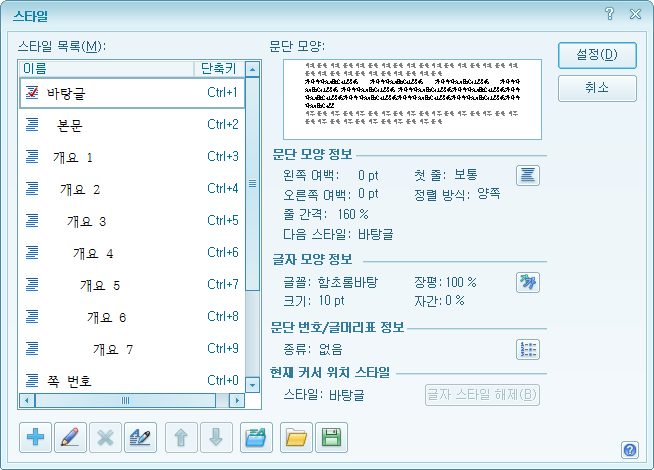 스타일
스타일 목록(M):
이름 단축키
바탕글 Ctrl+1
본문 Ctrl+2
개요 1 Ctrl+3
개요 2 Ctrl+4
개요 3 Ctrl+5
개요 4 Ctrl+6
개요 5 Ctrl+7
개요 6 Ctrl+8
개요 7 Ctrl+9
쪽 번호 Ctrl+0
문단 모양:
문단 모양 정보
왼쪽 여백: 0 pt 첫 줄: 보통
오른쪽 여백: 0 pt 정렬 방식: 양쪽
줄 간격: 160 %
다음 스타일: 바탕글
글자 모양 정보
글꼴: 함초롬바탕 장평: 100 %
크기: 10 pt 자간: 0 %
문단 번호/글머리표 정보
종류: 없음
현재 커서 위치 스타일
스타일: 바탕글 글자 스타일 해제(B)
설정(D)
취소